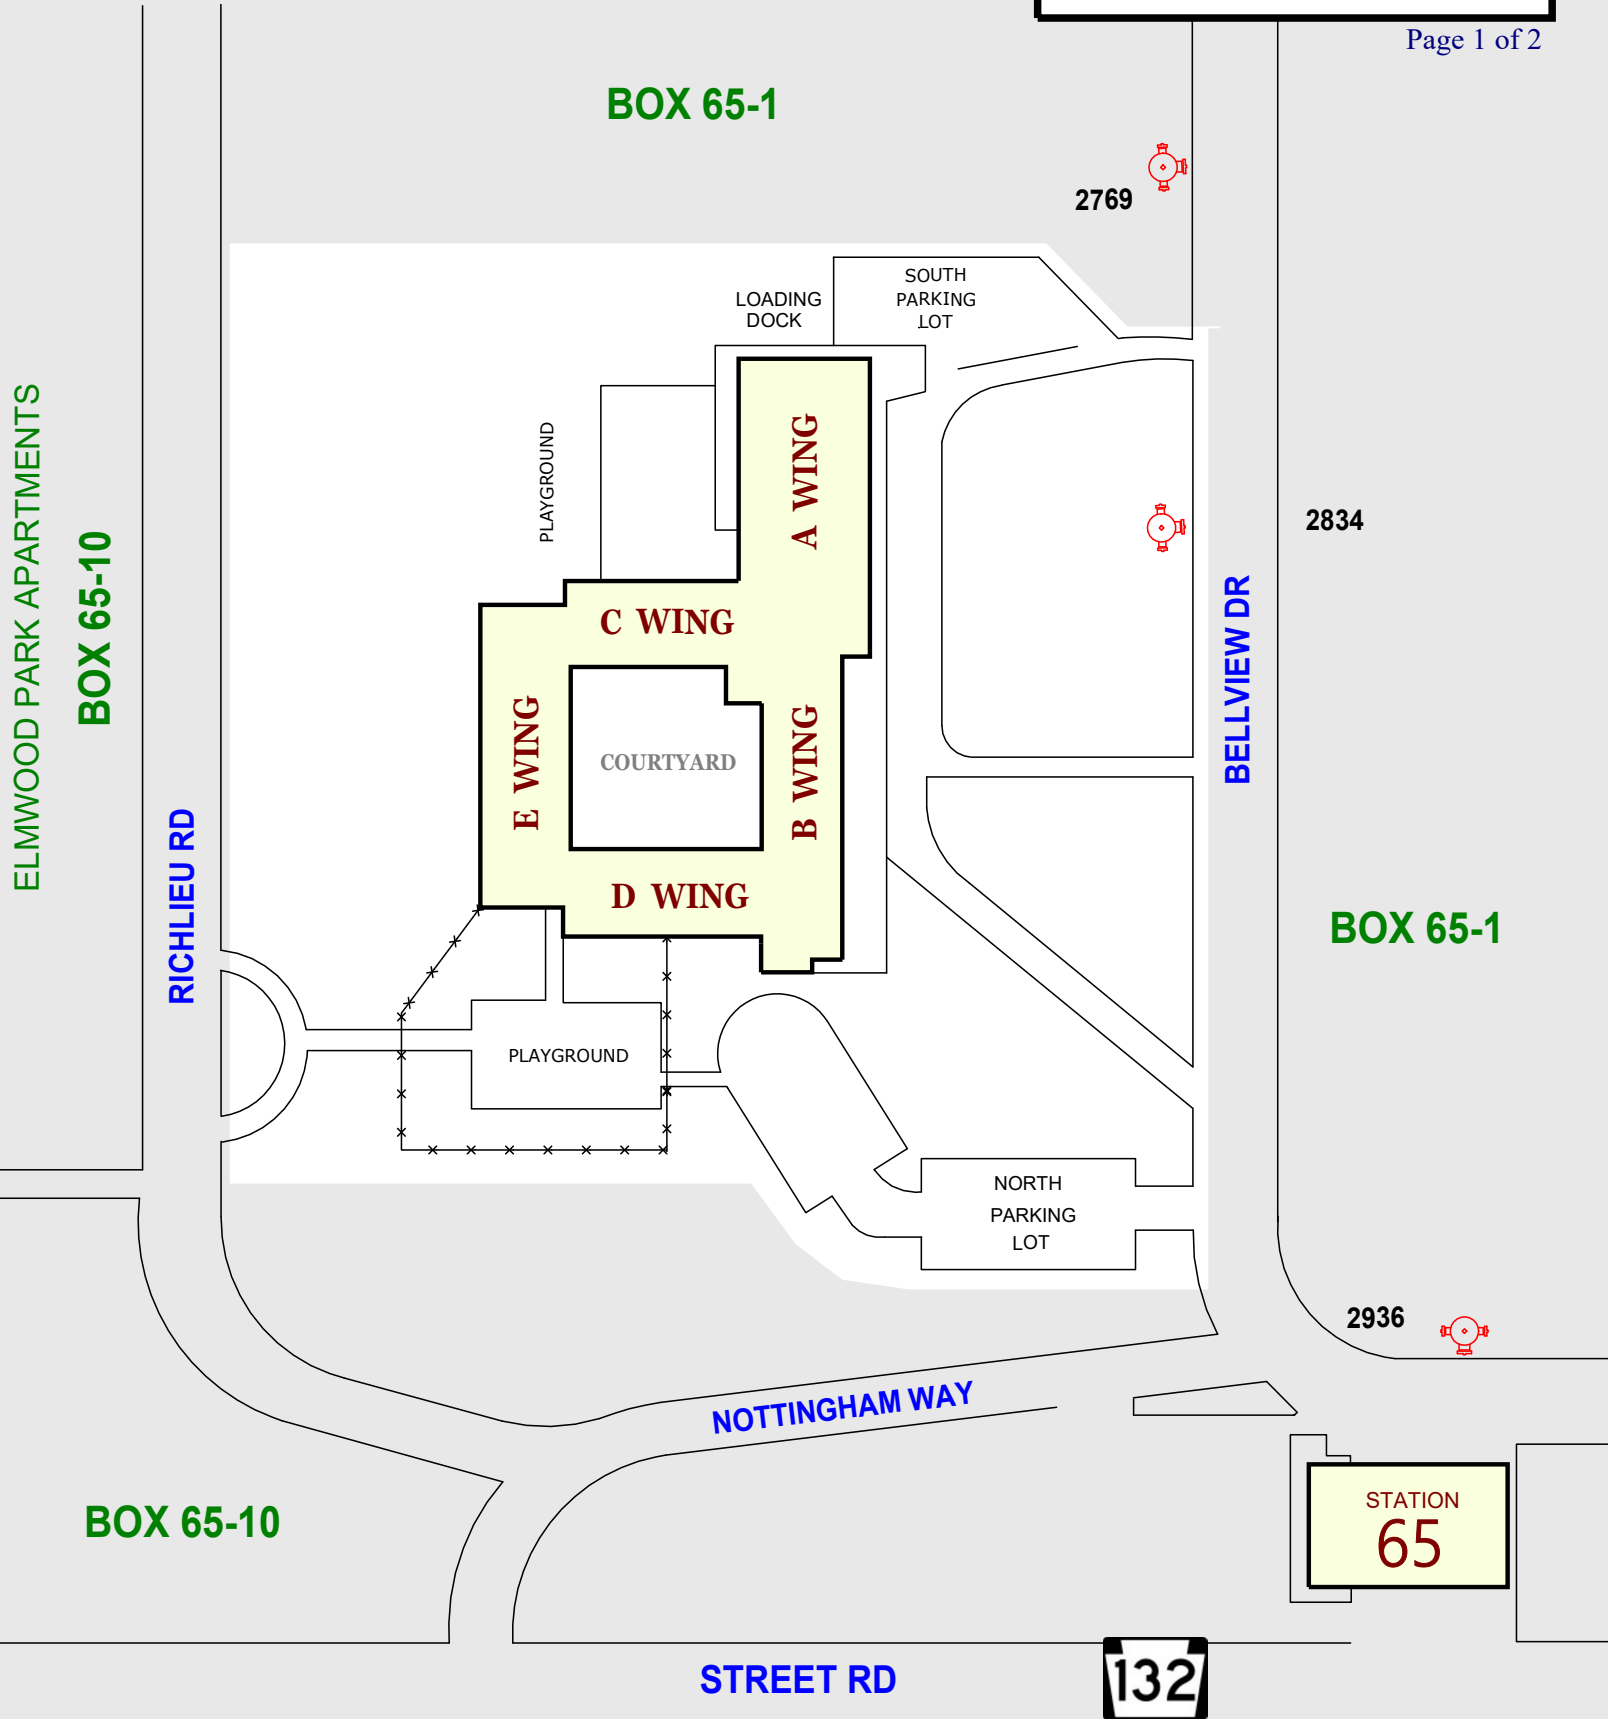 Page 1 of 2
BOX 65-1
2769
SOUTH
PARKING
LOT
LOADING
DOCK
PLAYGROUND
A WING
2834
ELMWOOD PARK APARTMENTS
BOX 65-10
C WING
BELLVIEW DR
E WING
COURTYARD
B WING
RICHLIEU RD
D WING
BOX 65-1
PLAYGROUND
NORTH
PARKING
LOT
2936
NOTTINGHAM WAY
BOX 65-10
STATION
65
STREET RD
132